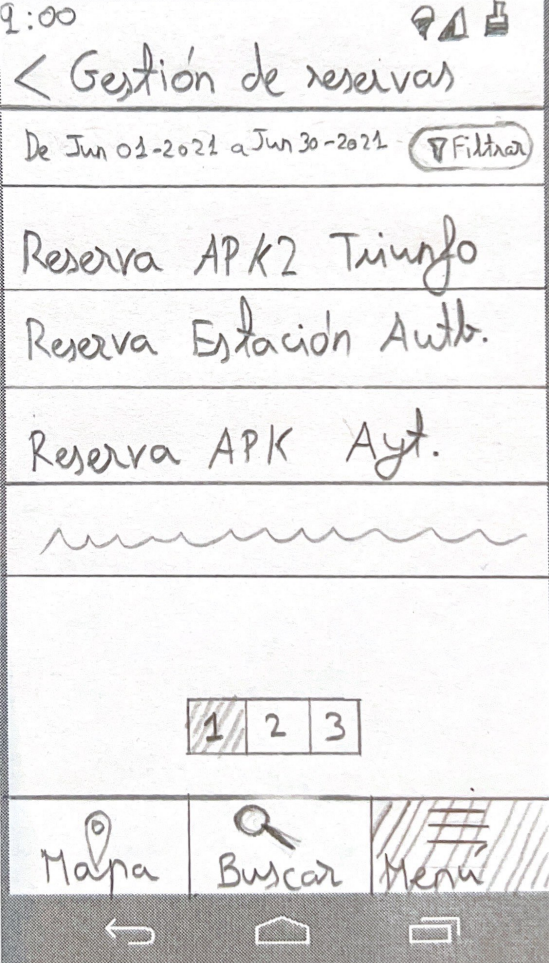 9:00
< Gestión de reservas
De Jun 01-2021 a Jun 30-2021 Filtrar
Reserva APK2 Triunfo
Reserva Estación Autb.
Reserva APK Ayt.
1 2 3
Mapa Buscar Menú